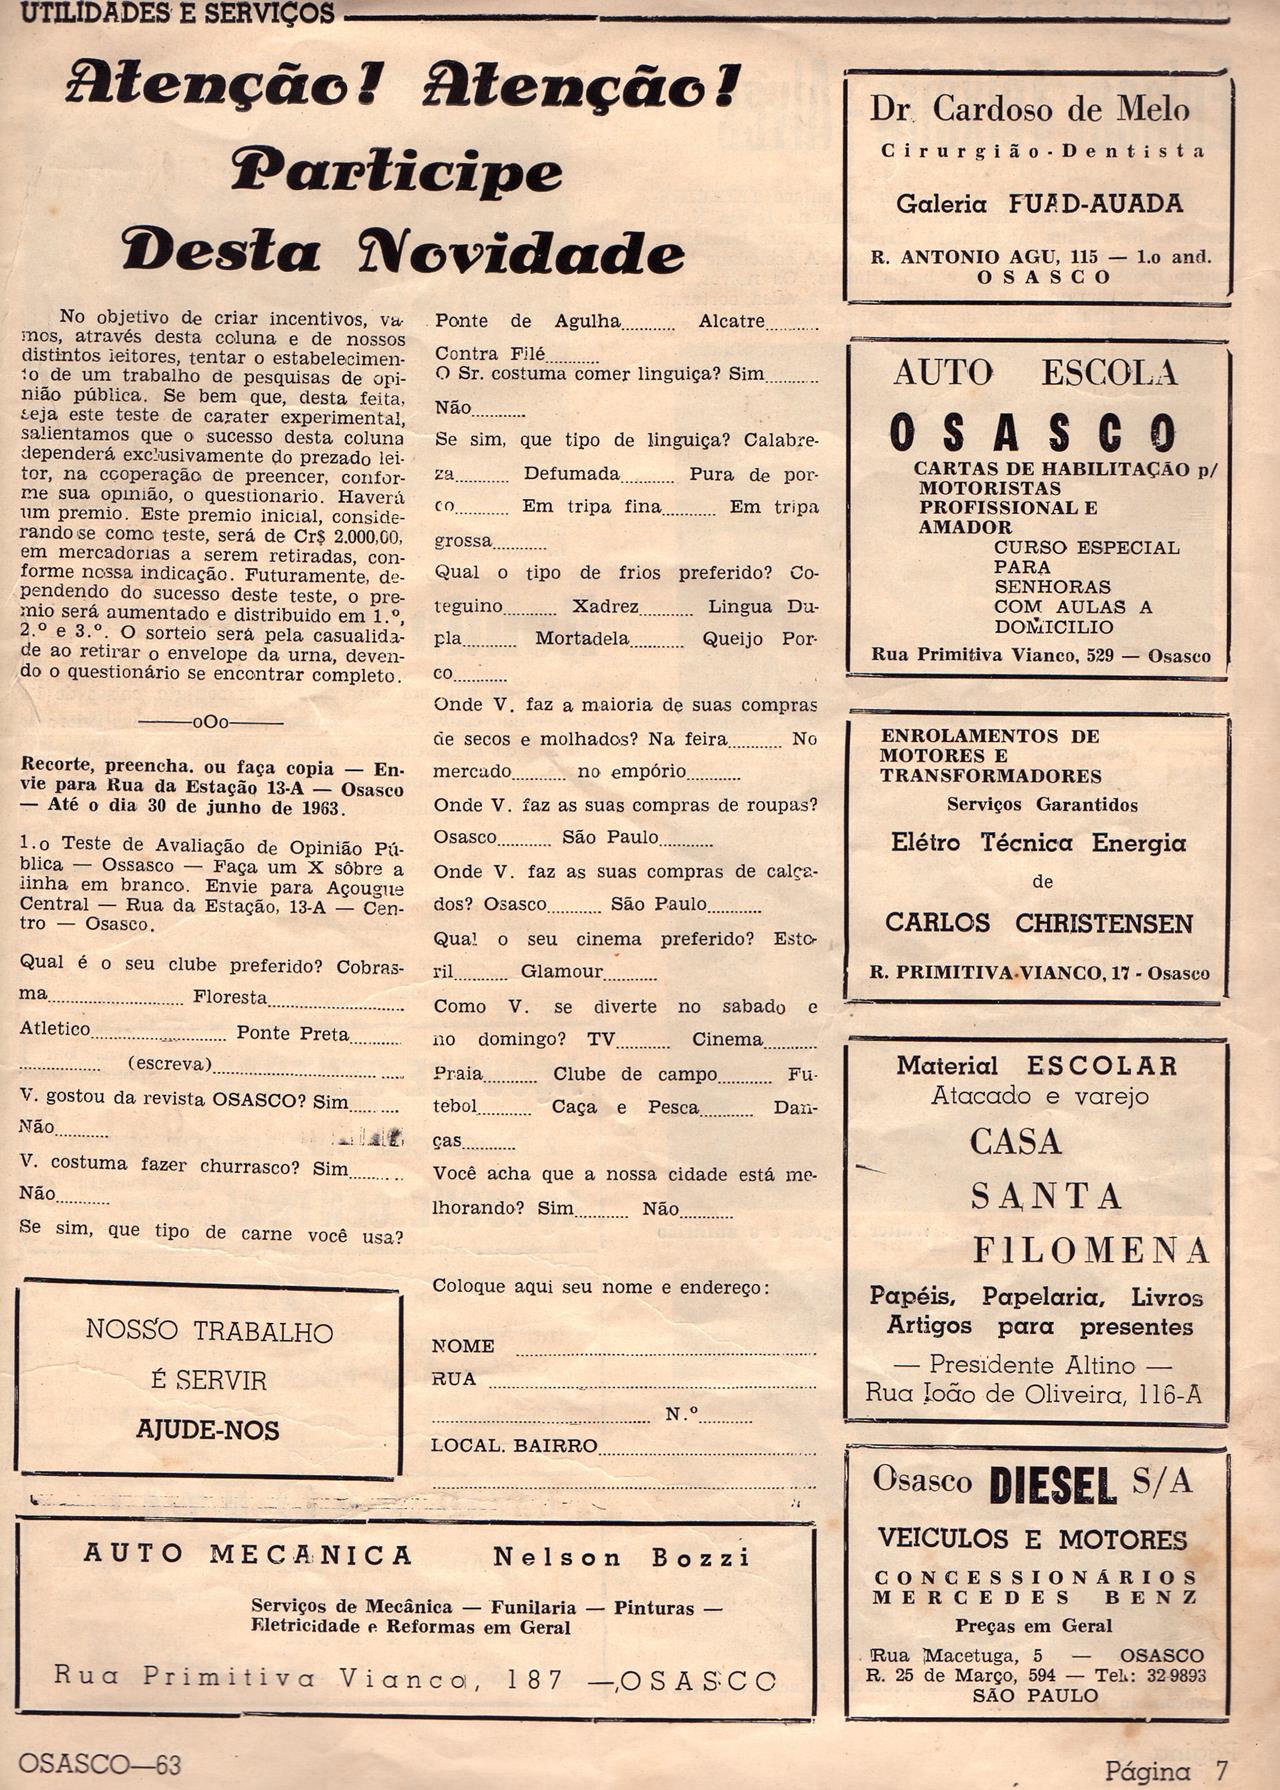 UTILIDADES E SERVIÇOS
Atenção! Atenção!
Participe
Desta Novidade
No objetivo de criar incentivos, va-
mos, através desta coluna e de nossos
distintos leitores, tentar o estabelecimen-
to de um trabalho de pesquisas de opi-
nião pública. Se bem que, desta feita,
seja este teste de carater experimental,
salientamos que o sucesso desta coluna
dependerá exclusivamente do prezado lei-
tor, na cooperação de preencer, confor-
me sua opinião, o questionario. Haverá
um premio. Este premio inicial, conside-
rando se como teste, será de Cr$ 2.000,00,
em mercadorias a serem retiradas, con-
forme nossa indicação. Futuramente, de-
pendendo do sucesso deste teste, o pre-
mio será aumentado e distribuido em 1.º,
2.º e 3.º. O sorteio será pela casualida-
de ao retirar o envelope da urna, deven-
do o questionário se encontrar completo.
——oOo——
Recorte, preencha. ou faça copia — En-
vie para Rua da Estação 13-A — Osasco
— Até o dia 30 de junho de 1963.
1.o Teste de Avaliação de Opinião Pú-
blica — Ossasco — Faça um X sôbre a
linha em branco. Envie para Açougue
Central — Rua da Estação, 13-A — Cen-
tro — Osasco.
Qual é o seu clube preferido? Cobras-
ma.......... Floresta..........
Atletico.......... Ponte Preta..........
.......... (escreva)..........
V. gostou da revista OSASCO? Sim..........
Não..........
V. costuma fazer churrasco? Sim..........
Não..........
Se sim, que tipo de carne você usa?
NOSSO TRABALHO
É SERVIR
AJUDE-NOS
Ponte de Agulha.......... Alcatre..........
Contra Filé..........
O Sr. costuma comer linguiça? Sim..........
Não..........
Se sim, que tipo de linguiça? Calabre-
za.......... Defumada.......... Pura de por-
co.......... Em tripa fina.......... Em tripa
grossa..........
Qual o tipo de frios preferido? Co-
teguino.......... Xadrez.......... Lingua Du-
pla.......... Mortadela.......... Queijo Por-
co..........
Onde V. faz a maioria de suas compras
de secos e molhados? Na feira.......... No
mercado.......... no empório..........
Onde V. faz as suas compras de roupas?
Osasco.......... São Paulo..........
Onde V. faz as suas compras de calça-
dos? Osasco.......... São Paulo..........
Qual o seu cinema preferido? Esto-
ril.......... Glamour..........
Como V. se diverte no sabado e
no domingo? TV.......... Cinema..........
Praia.......... Clube de campo.......... Fu-
tebol.......... Caça e Pesca.......... Dan-
ças..........
Você acha que a nossa cidade está me-
lhorando? Sim.......... Não..........
Coloque aqui seu nome e endereço:
NOME ..........
RUA ..........
.......... N.º..........
LOCAL. BAIRRO..........
AUTO MECANICA Nelson Bozzi
Serviços de Mecânica — Funilaria — Pinturas —
Eletricidade e Reformas em Geral
Rua Primitiva Vianco, 187 —, OSASCO
Dr. Cardoso de Melo
Cirurgião-Dentista
Galeria FUAD-AUADA
R. ANTONIO AGU, 115 — 1.o and.
OSASCO
AUTO ESCOLA
OSASCO
CARTAS DE HABILITAÇÃO p/
MOTORISTAS
PROFISSIONAL E
AMADOR
CURSO ESPECIAL
PARA
SENHORAS
COM AULAS A
DOMICILIO
Rua Primitiva Vianco, 529 — Osasco
ENROLAMENTOS DE
MOTORES E
TRANSFORMADORES
Serviços Garantidos
Elétro Técnica Energia
de
CARLOS CHRISTENSEN
R. PRIMITIVA VIANCO, 17 - Osasco
Material ESCOLAR
Atacado e varejo
CASA
SANTA
FILOMENA
Papéis, Papelaria, Livros
Artigos para presentes
— Presidente Altino —
Rua João de Oliveira, 116-A
Osasco DIESEL S/A
VEICULOS E MOTORES
CONCESSIONÁRIOS
MERCEDES BENZ
Preças em Geral
Rua Macetuga, 5 — OSASCO
R. 25 de Março, 594 — Tel.: 32 9893
SÃO PAULO
OSASCO—63
Página 7